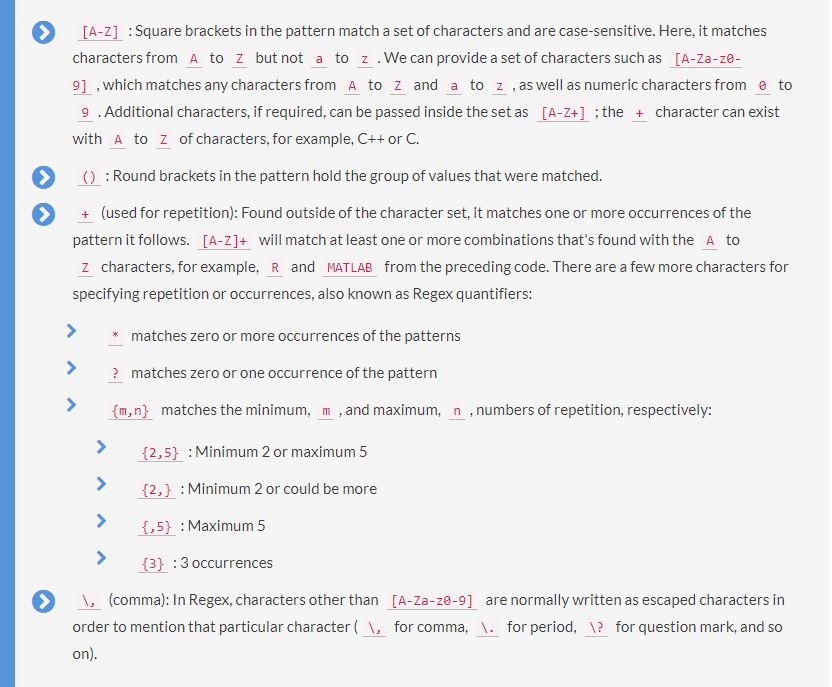 [A-Z] : Square brackets in the pattern match a set of characters and are case-sensitive. Here, it matches
characters from A to Z but not a to z . We can provide a set of characters such as [A-Za-z0-
9] , which matches any characters from A to Z and a to z , as well as numeric characters from 0 to
9 . Additional characters, if required, can be passed inside the set as [A-Z+] ; the + character can exist
with A to Z of characters, for example, C++ or C.
() : Round brackets in the pattern hold the group of values that were matched.
+ (used for repetition): Found outside of the character set, it matches one or more occurrences of the
pattern it follows. [A-Z]+ will match at least one or more combinations that's found with the A to
Z characters, for example, R and MATLAB from the preceding code. There are a few more characters for
specifying repetition or occurrences, also known as Regex quantifiers:
* matches zero or more occurrences of the patterns
? matches zero or one occurrence of the pattern
{m,n} matches the minimum, m , and maximum, n , numbers of repetition, respectively:
{2,5} : Minimum 2 or maximum 5
{2,} : Minimum 2 or could be more
{,5} : Maximum 5
{3} : 3 occurrences
\, (comma): In Regex, characters other than [A-Za-z0-9] are normally written as escaped characters in
order to mention that particular character ( \, for comma, \. for period, \? for question mark, and so
on).